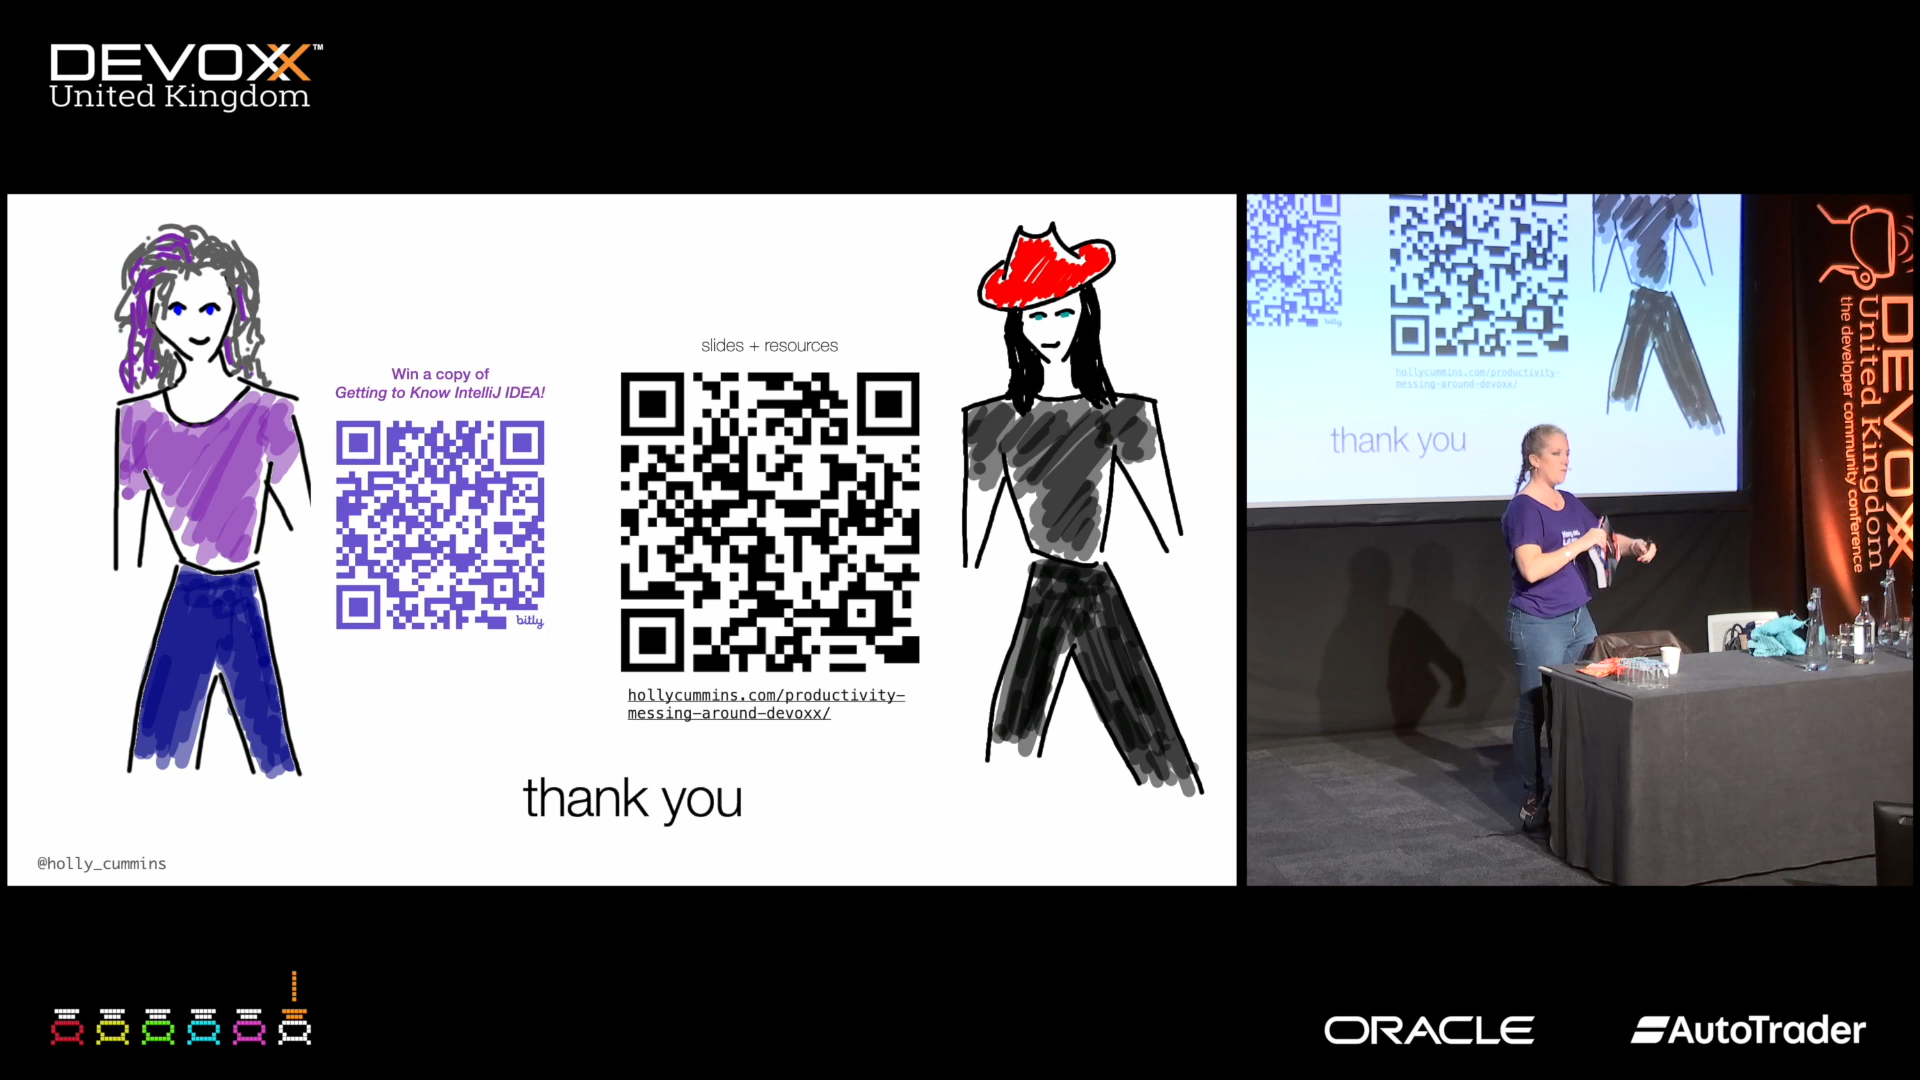 DEVOXX™
United Kingdom
Win a copy of
Getting to Know IntelliJ IDEA!
bitly
slides + resources
hollycummins.com/productivity-
messing-around-devoxx/
thank you
@holly_cummins
bitly
hollycummins.com/productivity-
messing-around-devoxx/
thank you
DEVOXX
United Kingdom
the developer community conference
ORACLE
AutoTrader